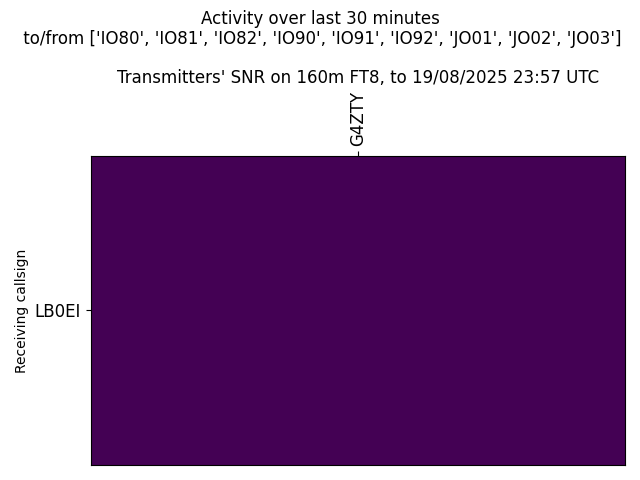 Activity over last 30 minutes
to/from ['IO80', 'IO81', 'IO82', 'IO90', 'IO91', 'IO92', 'JO01', 'JO02', 'JO03']
Transmitters' SNR on 160m FT8, to 19/08/2025 23:57 UTC
G4ZTY
Receiving callsign
LB0EI